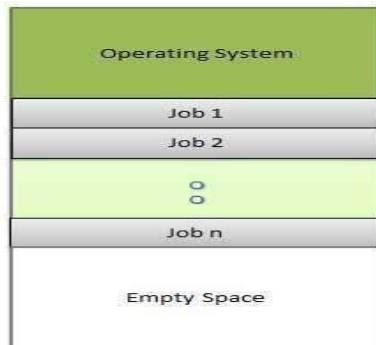 Operating System
Job 1
Job 2
Job n
Empty Space